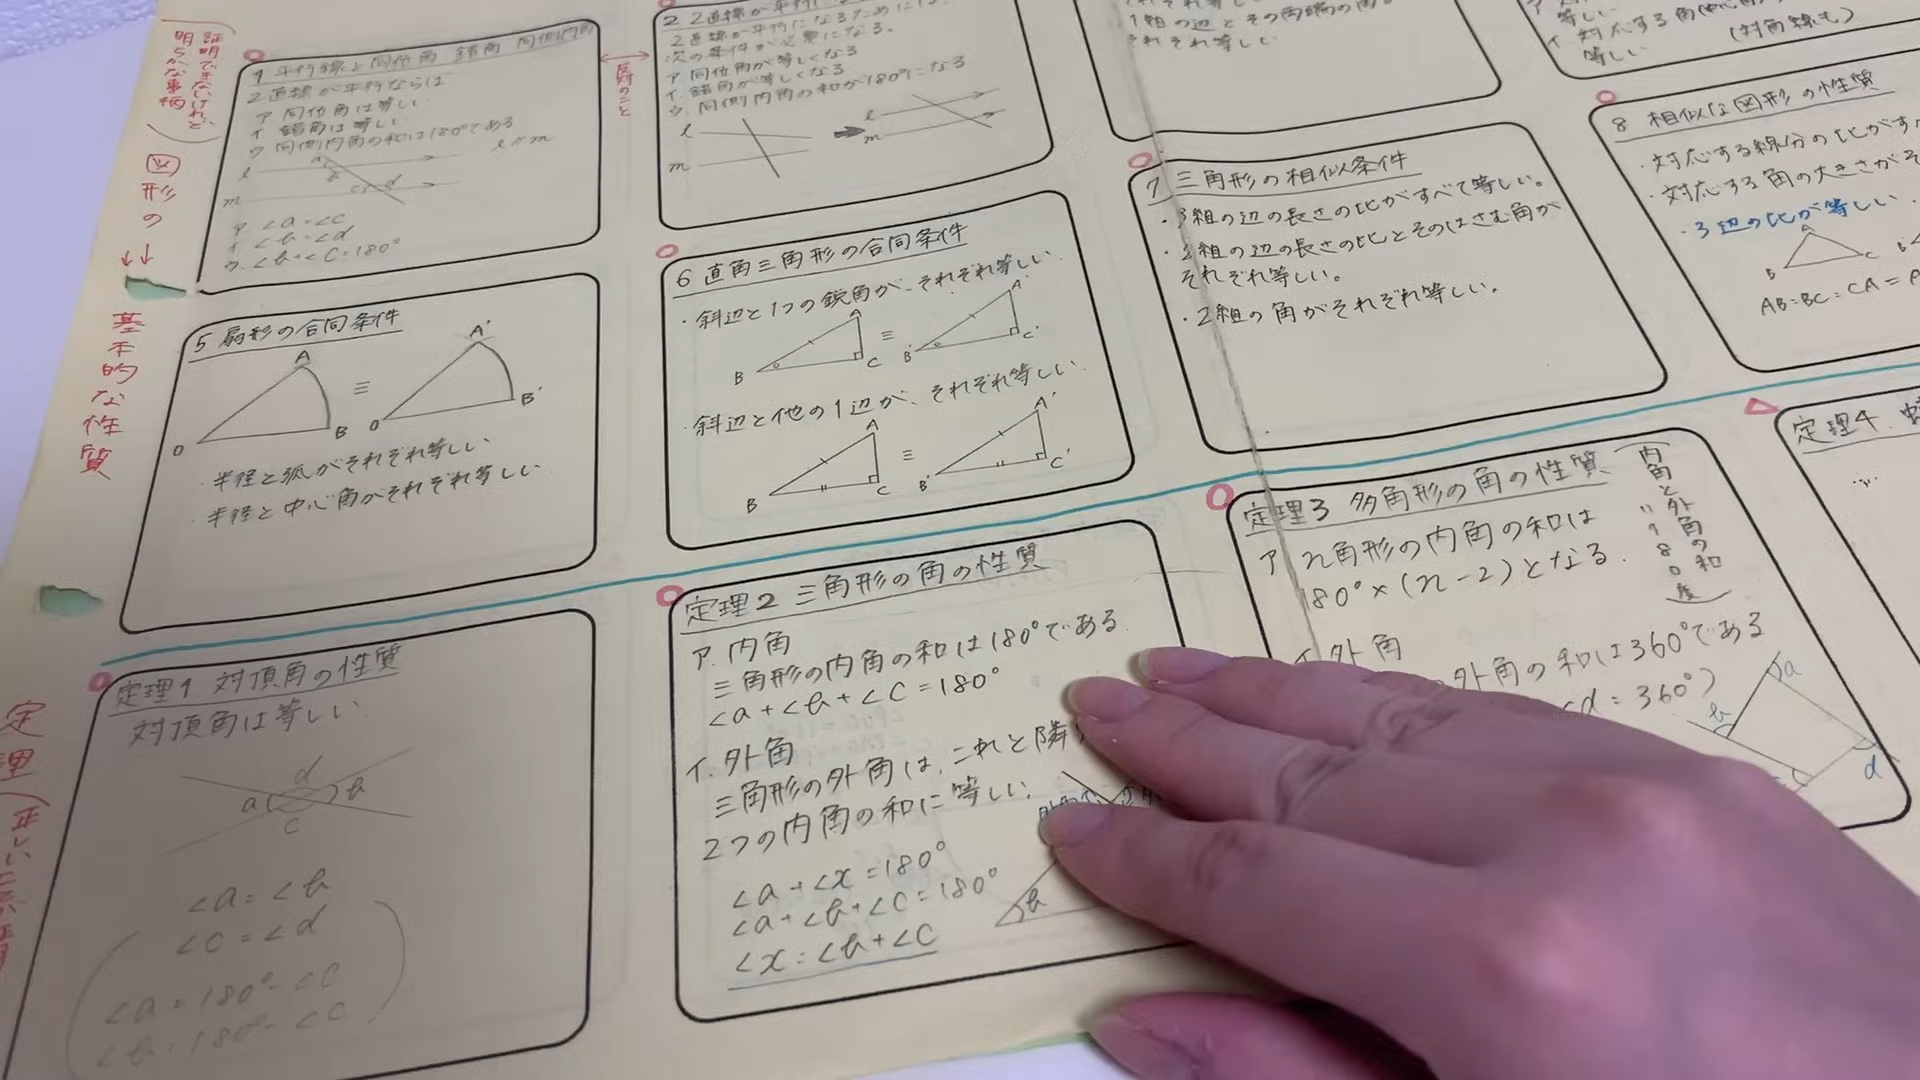 (証明できないけれど
明らかな事柄)
図形の
↓↓
基本的な性質
1 平行線と同位角 錯角 同側内角
2直線が平行ならば
ア 同位角は等しい
イ 錯角は等しい
ウ 同側内角の和は180°である
l∥m
l
m
a
c
d
ア ∠a=∠c
イ ∠b=∠d
ウ ∠b+∠c=180°
反対のこと
2直線が平行になるためには、
次の条件が必要になる。
ア 同位角が等しくなる
イ 錯角が等しくなる
ウ 同側内角の和が180°になる
l
m
l
m
1組の辺とその両端の角が
それぞれ等しい
等しい
イ 対応する角
等しい
(対角線も)
5 扇形の合同条件
A
O
B
≡
A'
O
B'
・半径と弧がそれぞれ等しい
・半径と中心角がそれぞれ等しい
6 直角三角形の合同条件
・斜辺と1つの鋭角が、それぞれ等しい
A
B
C
≡
A'
B'
C'
・斜辺と他の1辺が、それぞれ等しい
A
B
C
≡
A'
B'
C'
7 三角形の相似条件
・3組の辺の長さの比がすべて等しい。
・2組の辺の長さの比とそのはさむ角が
それぞれ等しい。
・2組の角がそれぞれ等しい。
8 相似な図形の性質
・対応する線分の比がす
・対応する角の大きさがそ
・3辺の比が等しい
A
B
C
B
AB:BC:CA=
定理
定理1 対頂角の性質
対頂角は等しい
d
a
b
c
∠a=∠b
∠c=∠d
∠a=180°-∠c
∠b=180°-∠c
定理2 三角形の角の性質
ア.内角
三角形の内角の和は180°である
∠a+∠b+∠c=180°
イ.外角
三角形の外角は、これと隣
2つの内角の和に等しい
∠a+∠x=180°
∠a+∠b+∠c=180°
∠x=∠b+∠c
b
定理3 多角形の角の性質
(内角と外角の和
=180度)
ア n角形の内角の和は
180°×(n-2)となる
イ 外角
外角の和は360°である
∠d=360°)
a
b
d
定理4